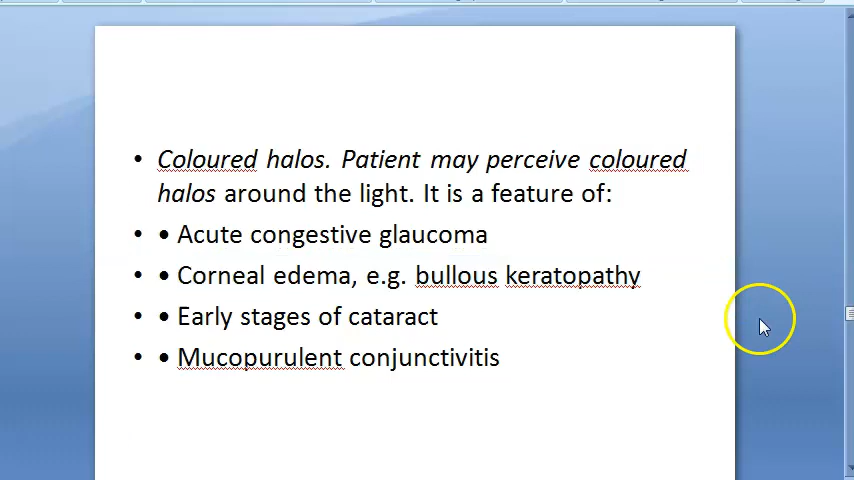 • Coloured halos. Patient may perceive coloured
halos around the light. It is a feature of:
• • Acute congestive glaucoma
• • Corneal edema, e.g. bullous keratopathy
• • Early stages of cataract
• • Mucopurulent conjunctivitis